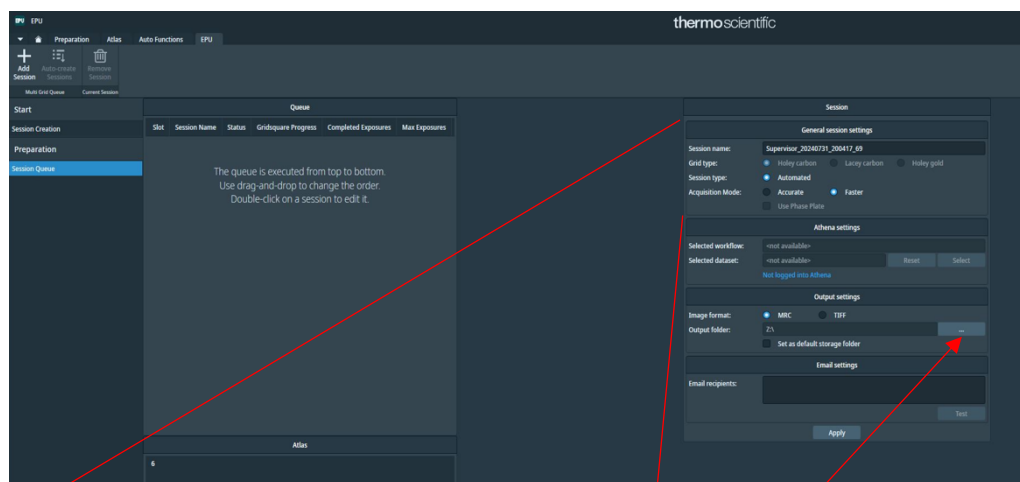 EPU EPU
thermoscientific
Preparation Atlas Auto Functions EPU
Add Session Auto-create Sessions Remove Session
Multi Grid Queue Current Session
Start
Session Creation
Preparation
Session Queue
Queue
Slot Session Name Status Gridsquare Progress Completed Exposures Max Exposures
The queue is executed from top to bottom.
Use drag-and-drop to change the order.
Double-click on a session to edit it.
Atlas
6
Session
General session settings
Session name: Supervisor_20240731_200417_69
Grid type: Holey carbon Lacey carbon Holey gold
Session type: Automated
Acquisition Mode: Accurate Faster
Use Phase Plate
Athena settings
Selected workflow: <not available>
Selected dataset: <not available> Reset Select
Not logged into Athena
Output settings
Image format: MRC TIFF
Output folder: Z:\ ...
Set as default storage folder
Email settings
Email recipients:
Test
Apply